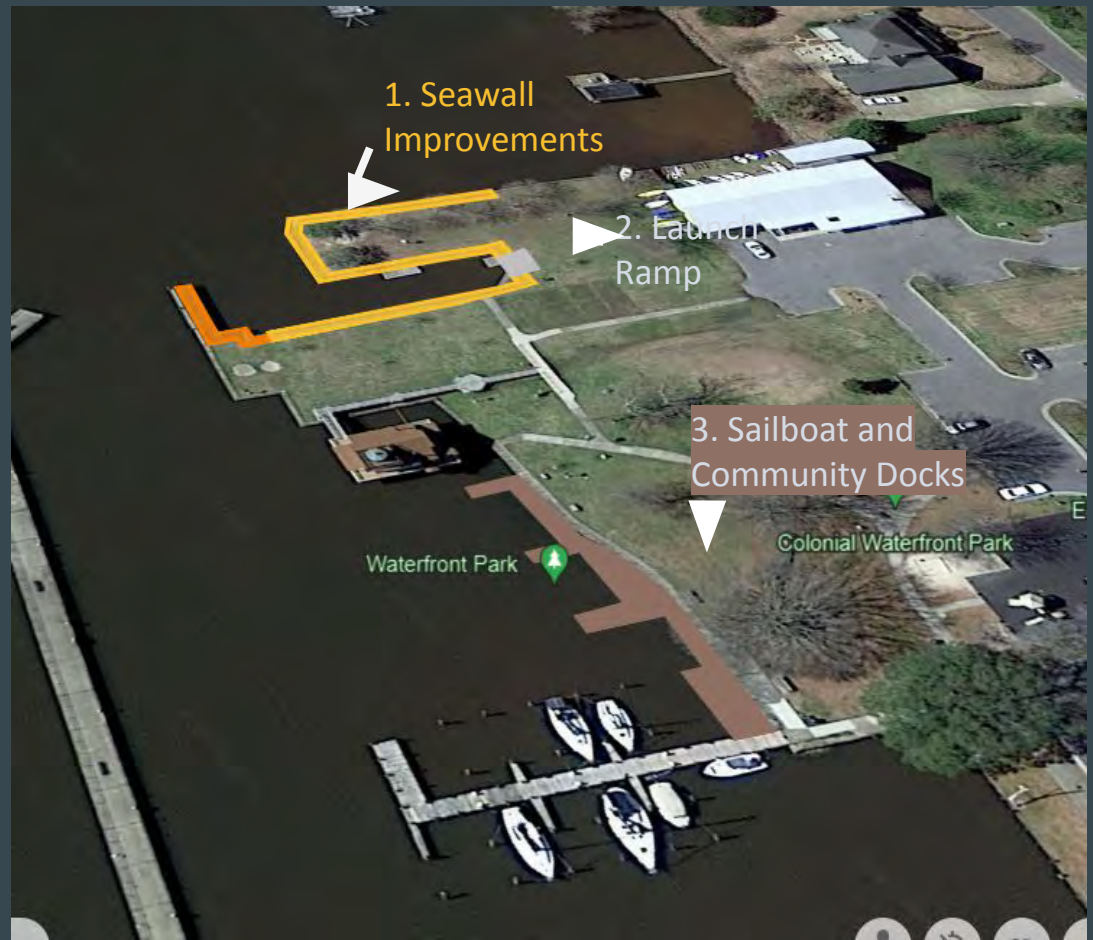 1. Seawall
Improvements
2. Launch
Ramp
3. Sailboat and
Community Docks
Colonial Waterfront Park
Waterfront Park
E